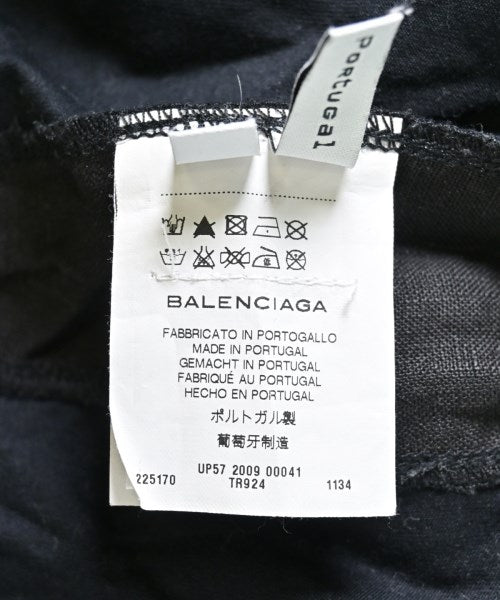 Portugal
BALENCIAGA
FABBRICATO IN PORTOGALLO
MADE IN PORTUGAL
GEMACHT IN PORTUGAL
FABRIQUÉ AU PORTUGAL
HECHO EN PORTUGAL
ポルトガル製
葡萄牙制造
UP57 2009 00041
225170 TR924 1134